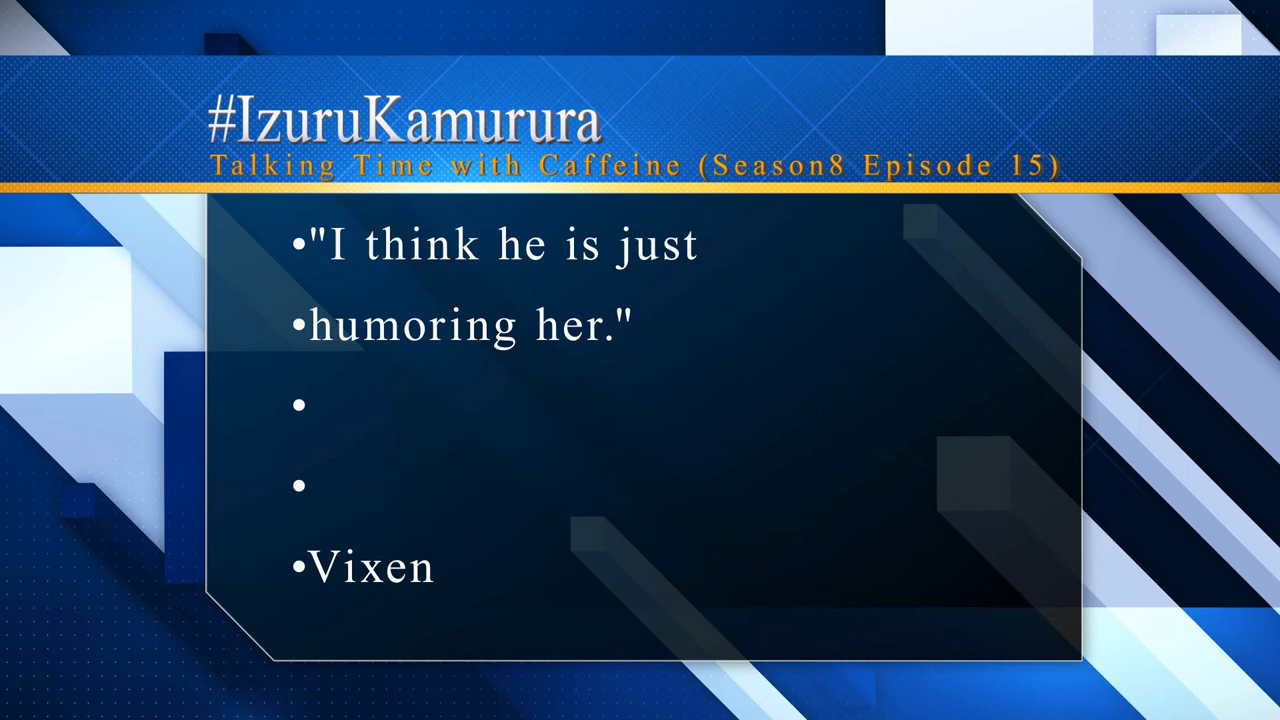 #IzuruKamurura
Talking Time with Caffeine (Season8 Episode 15)
•"I think he is just
•humoring her."
•
•
•Vixen